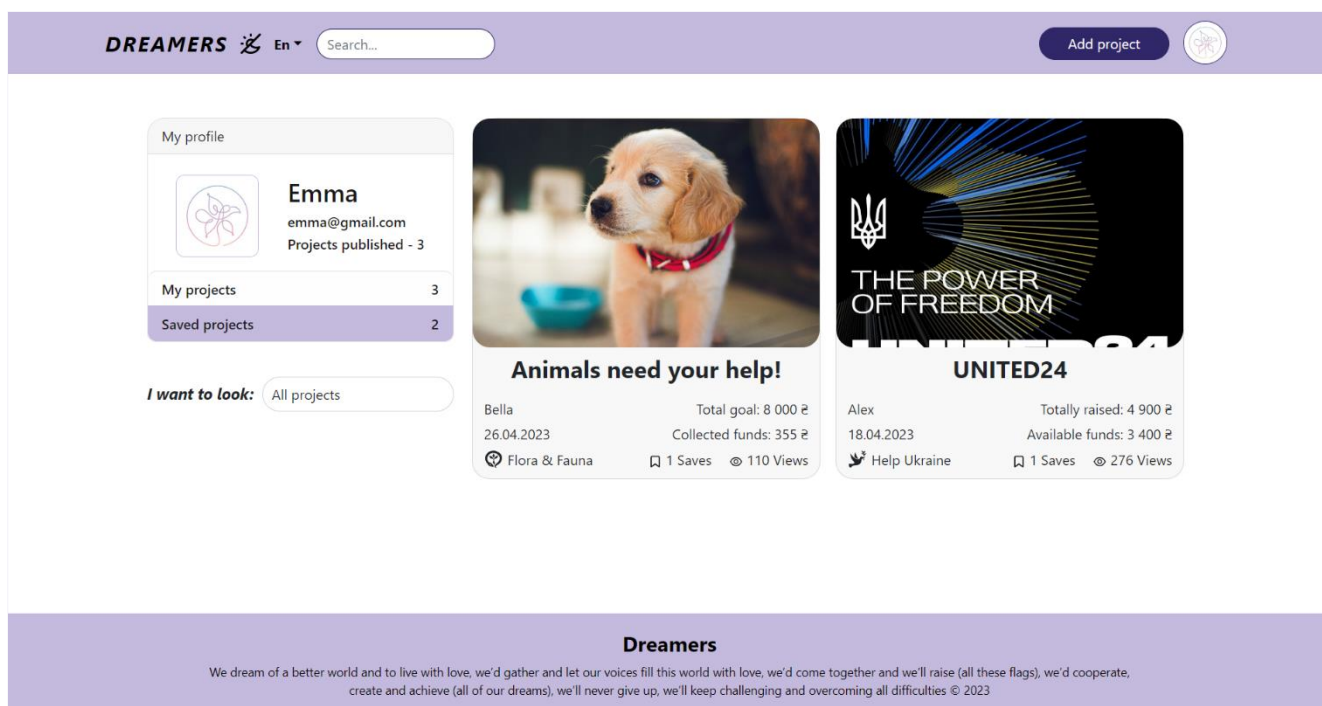 DREAMERS En Search... Add project
My profile
Emma
emma@gmail.com
Projects published - 3
My projects 3
Saved projects 2
I want to look: All projects
Animals need your help!
Bella Total goal: 8 000 ₴
26.04.2023 Collected funds: 355 ₴
Flora & Fauna 1 Saves 110 Views
THE POWER
OF FREEDOM
UNITED24
UNITED24
Alex Totally raised: 4 900 ₴
18.04.2023 Available funds: 3 400 ₴
Help Ukraine 1 Saves 276 Views
Dreamers
We dream of a better world and to live with love, we'd gather and let our voices fill this world with love, we'd come together and we'll raise (all these flags), we'd cooperate,
create and achieve (all of our dreams), we'll never give up, we'll keep challenging and overcoming all difficulties © 2023